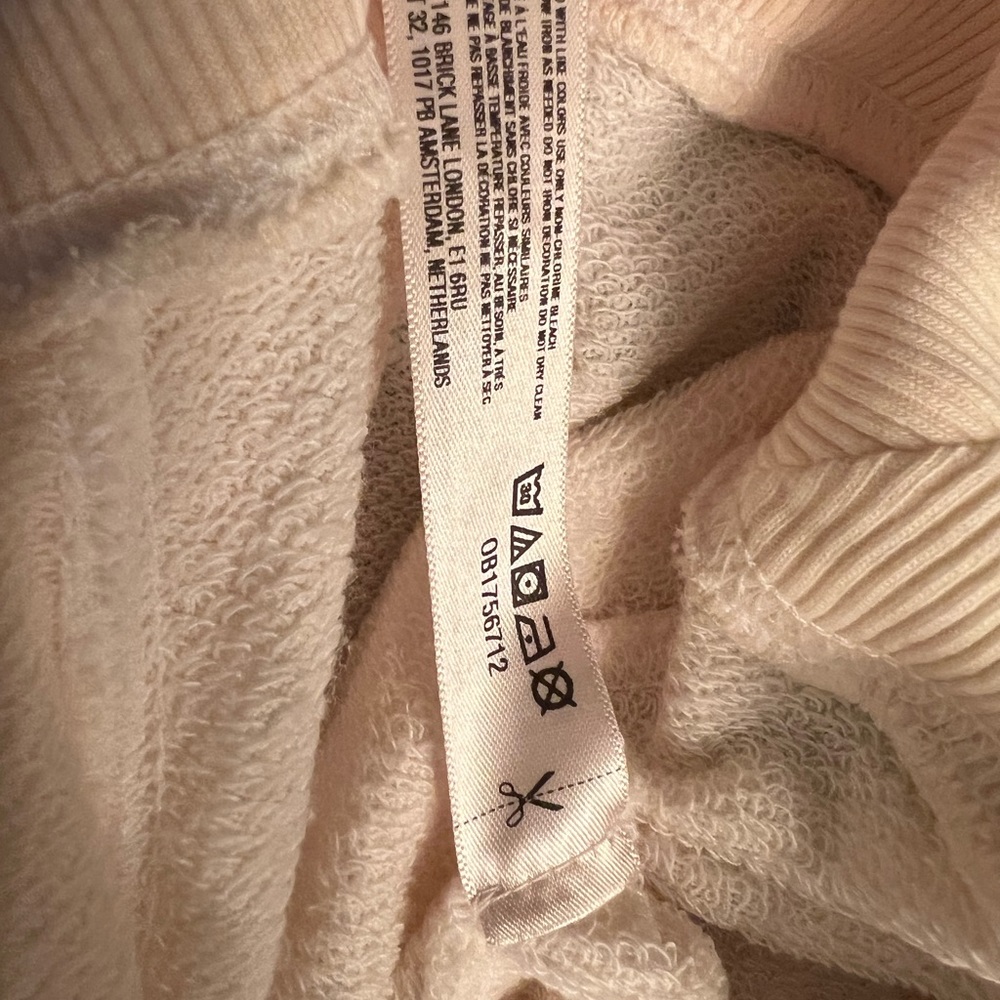 WITH LIKE COLORS USE ONLY NON-CHLORINE BLEACH
IRON AS NEEDED DO NOT IRON DECORATION DO NOT DRY CLEAN
À L'EAU FROIDE AVEC COULEURS SIMILAIRES
DE BLANCHIMENT SANS CHLORE SI NÉCESSAIRE
À BASSE TEMPÉRATURE REPASSER, AU BESOIN, À TRÈS
NE PAS REPASSER LA DÉCORATION NE PAS NETTOYER À SEC
146 BRICK LANE LONDON, E1 6RU
32, 1017 PB AMSTERDAM, NETHERLANDS
30
OB1756712